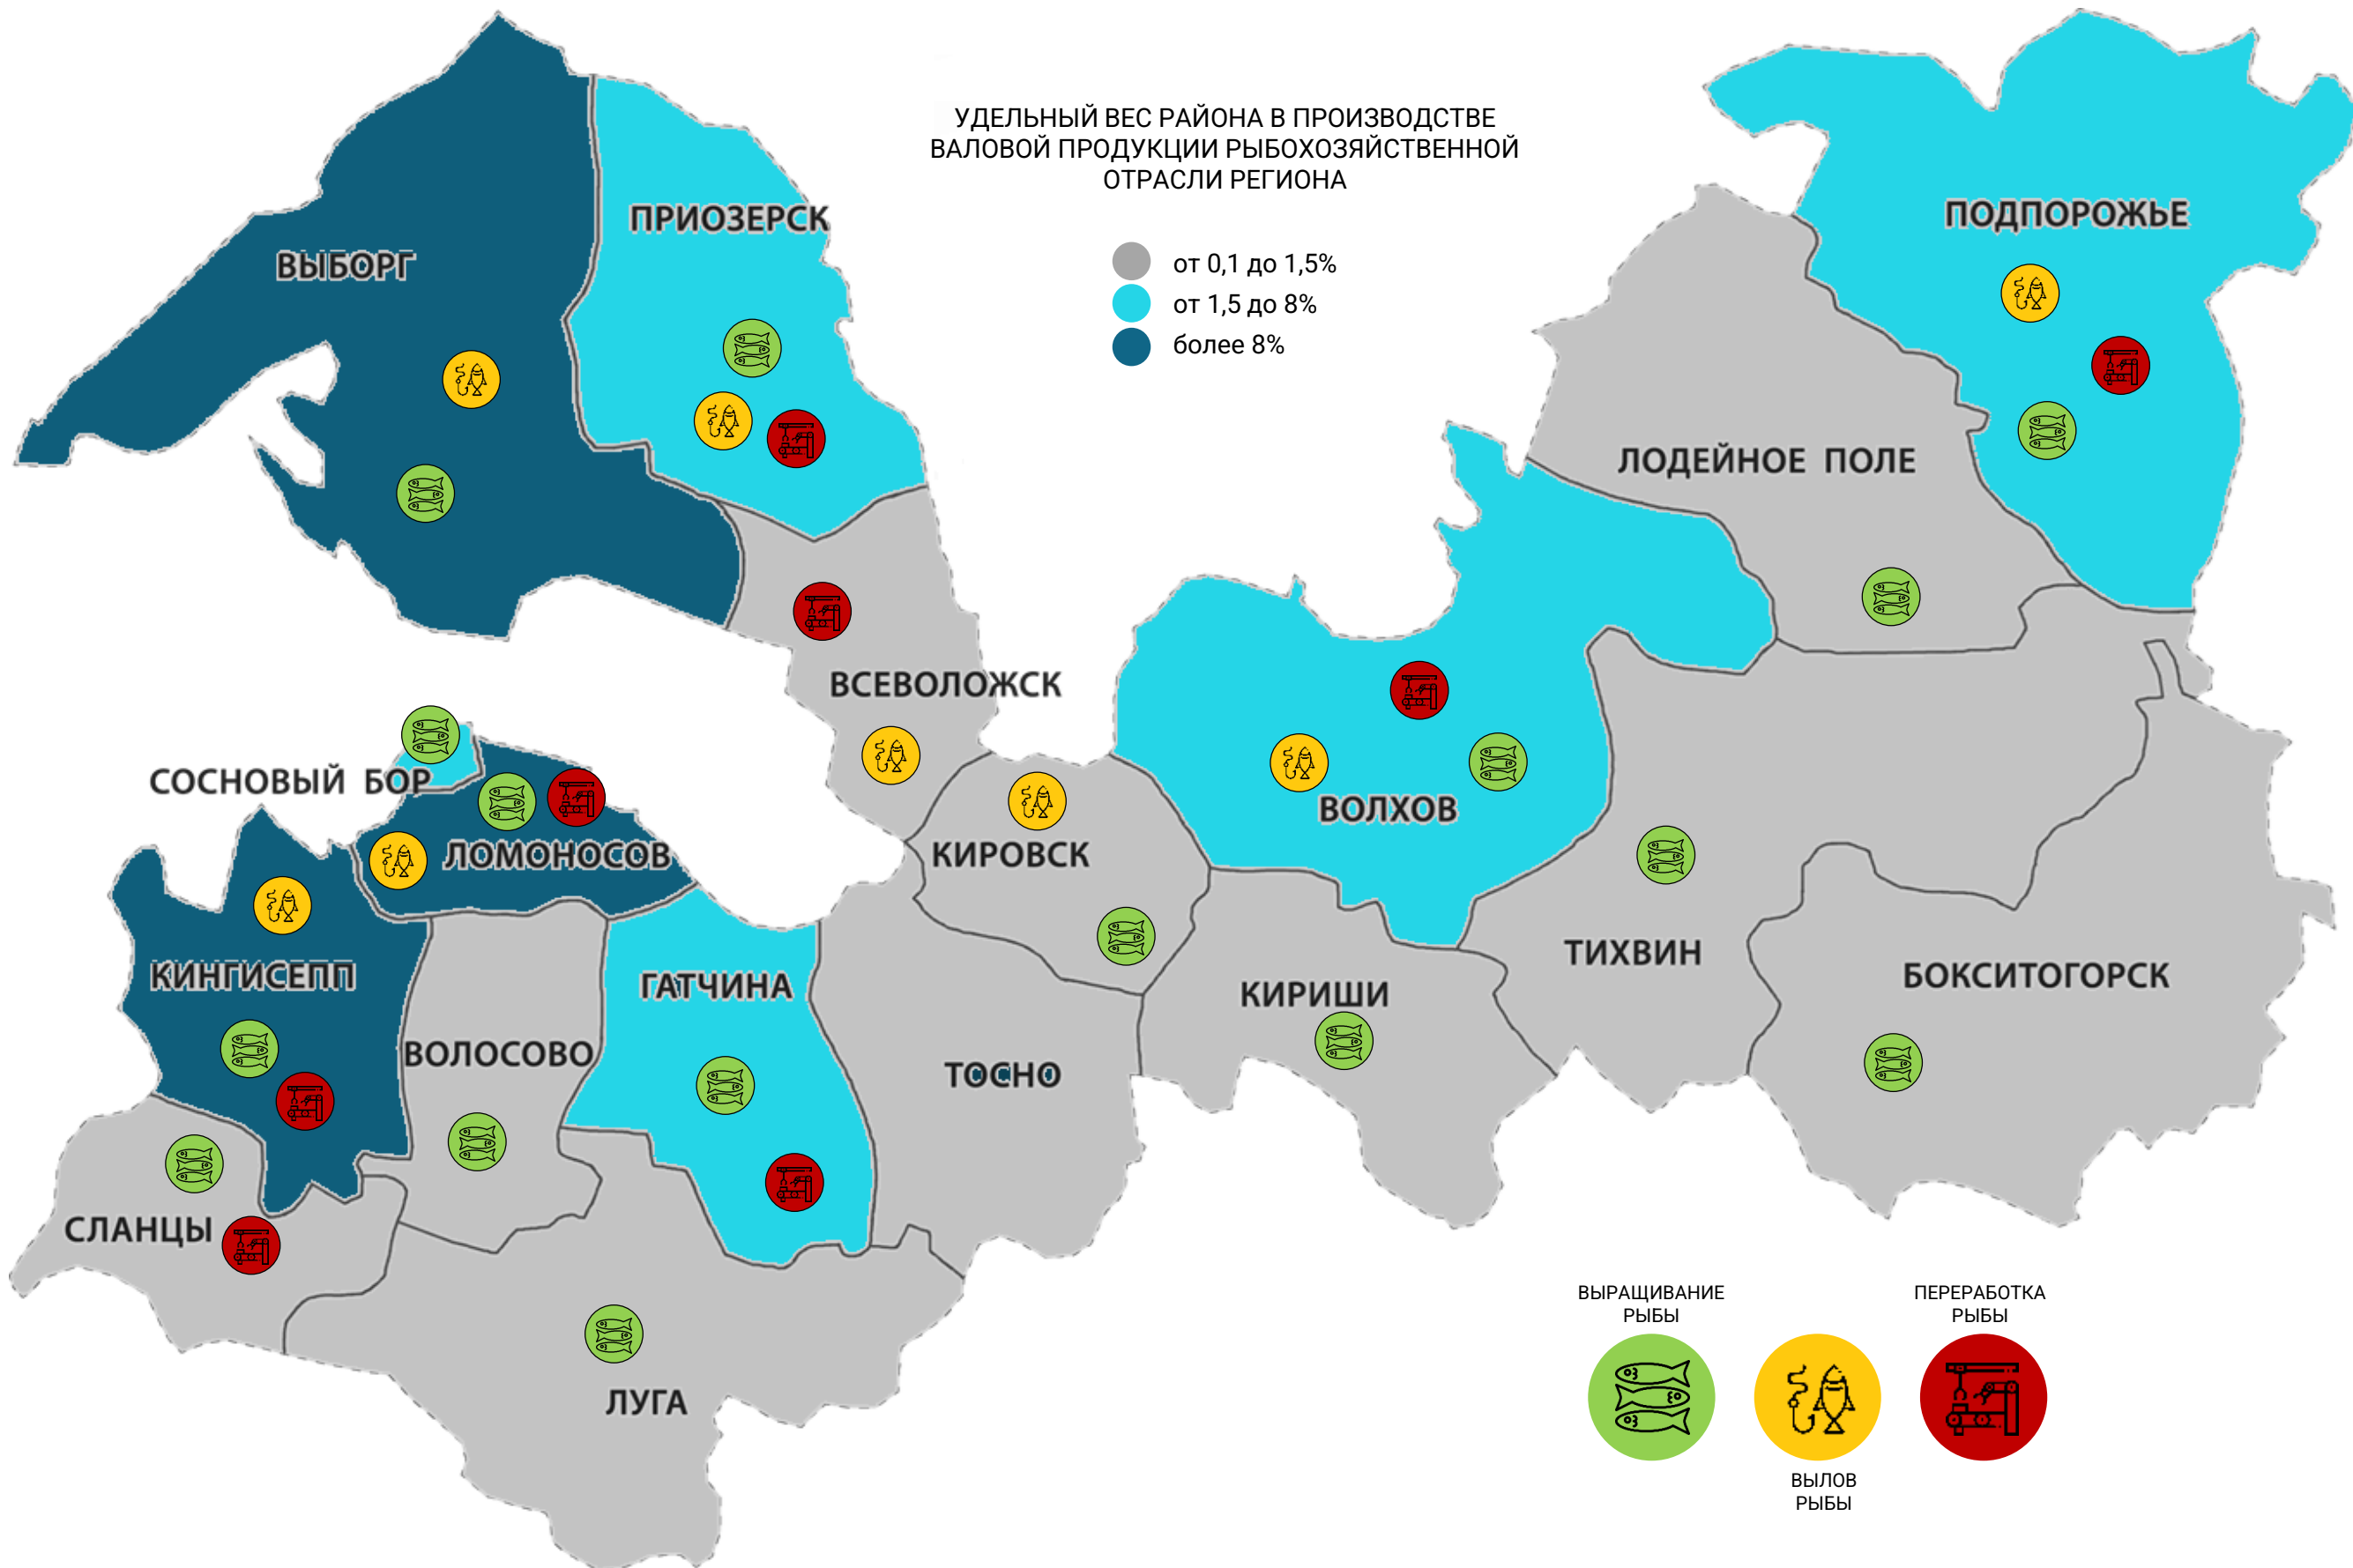 УДЕЛЬНЫЙ ВЕС РАЙОНА В ПРОИЗВОДСТВЕ
ВАЛОВОЙ ПРОДУКЦИИ РЫБОХОЗЯЙСТВЕННОЙ
ОТРАСЛИ РЕГИОНА
от 0,1 до 1,5%
от 1,5 до 8%
более 8%
ВЫБОРГ
ПРИОЗЕРСК
ПОДПОРОЖЬЕ
ЛОДЕЙНОЕ ПОЛЕ
ВСЕВОЛОЖСК
СОСНОВЫЙ БОР
ЛОМОНОСОВ
КИРОВСК
ВОЛХОВ
ТИХВИН
БОКСИТОГОРСК
КИНГИСЕПП
ГАТЧИНА
КИРИШИ
ВОЛОСОВО
ТОСНО
СЛАНЦЫ
ЛУГА
ВЫРАЩИВАНИЕ
РЫБЫ
ВЫЛОВ
РЫБЫ
ПЕРЕРАБОТКА
РЫБЫ